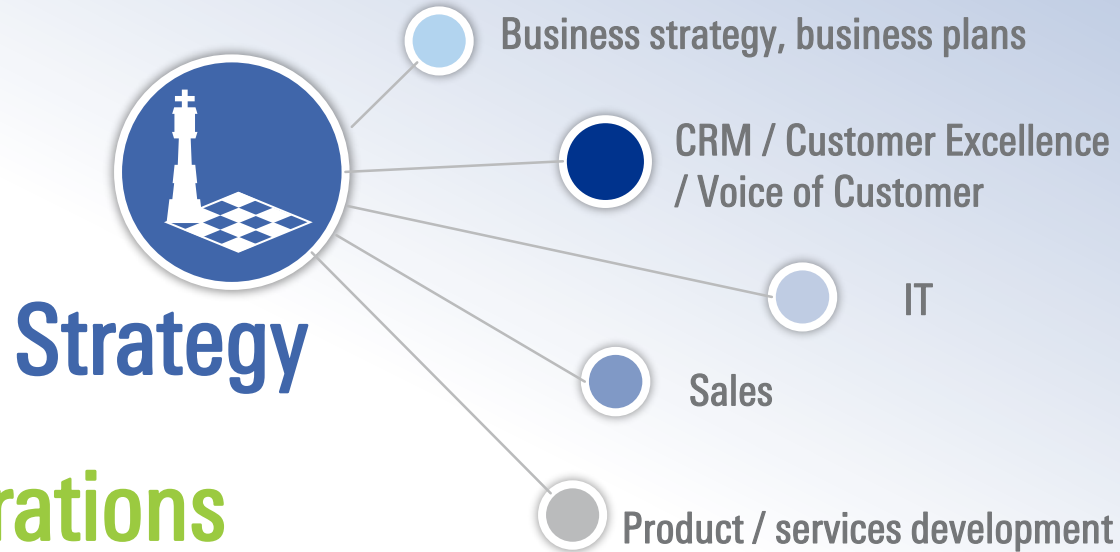 Business strategy, business plans
CRM / Customer Excellence
/ Voice of Customer
IT
Strategy
Sales
rations
Product / services development